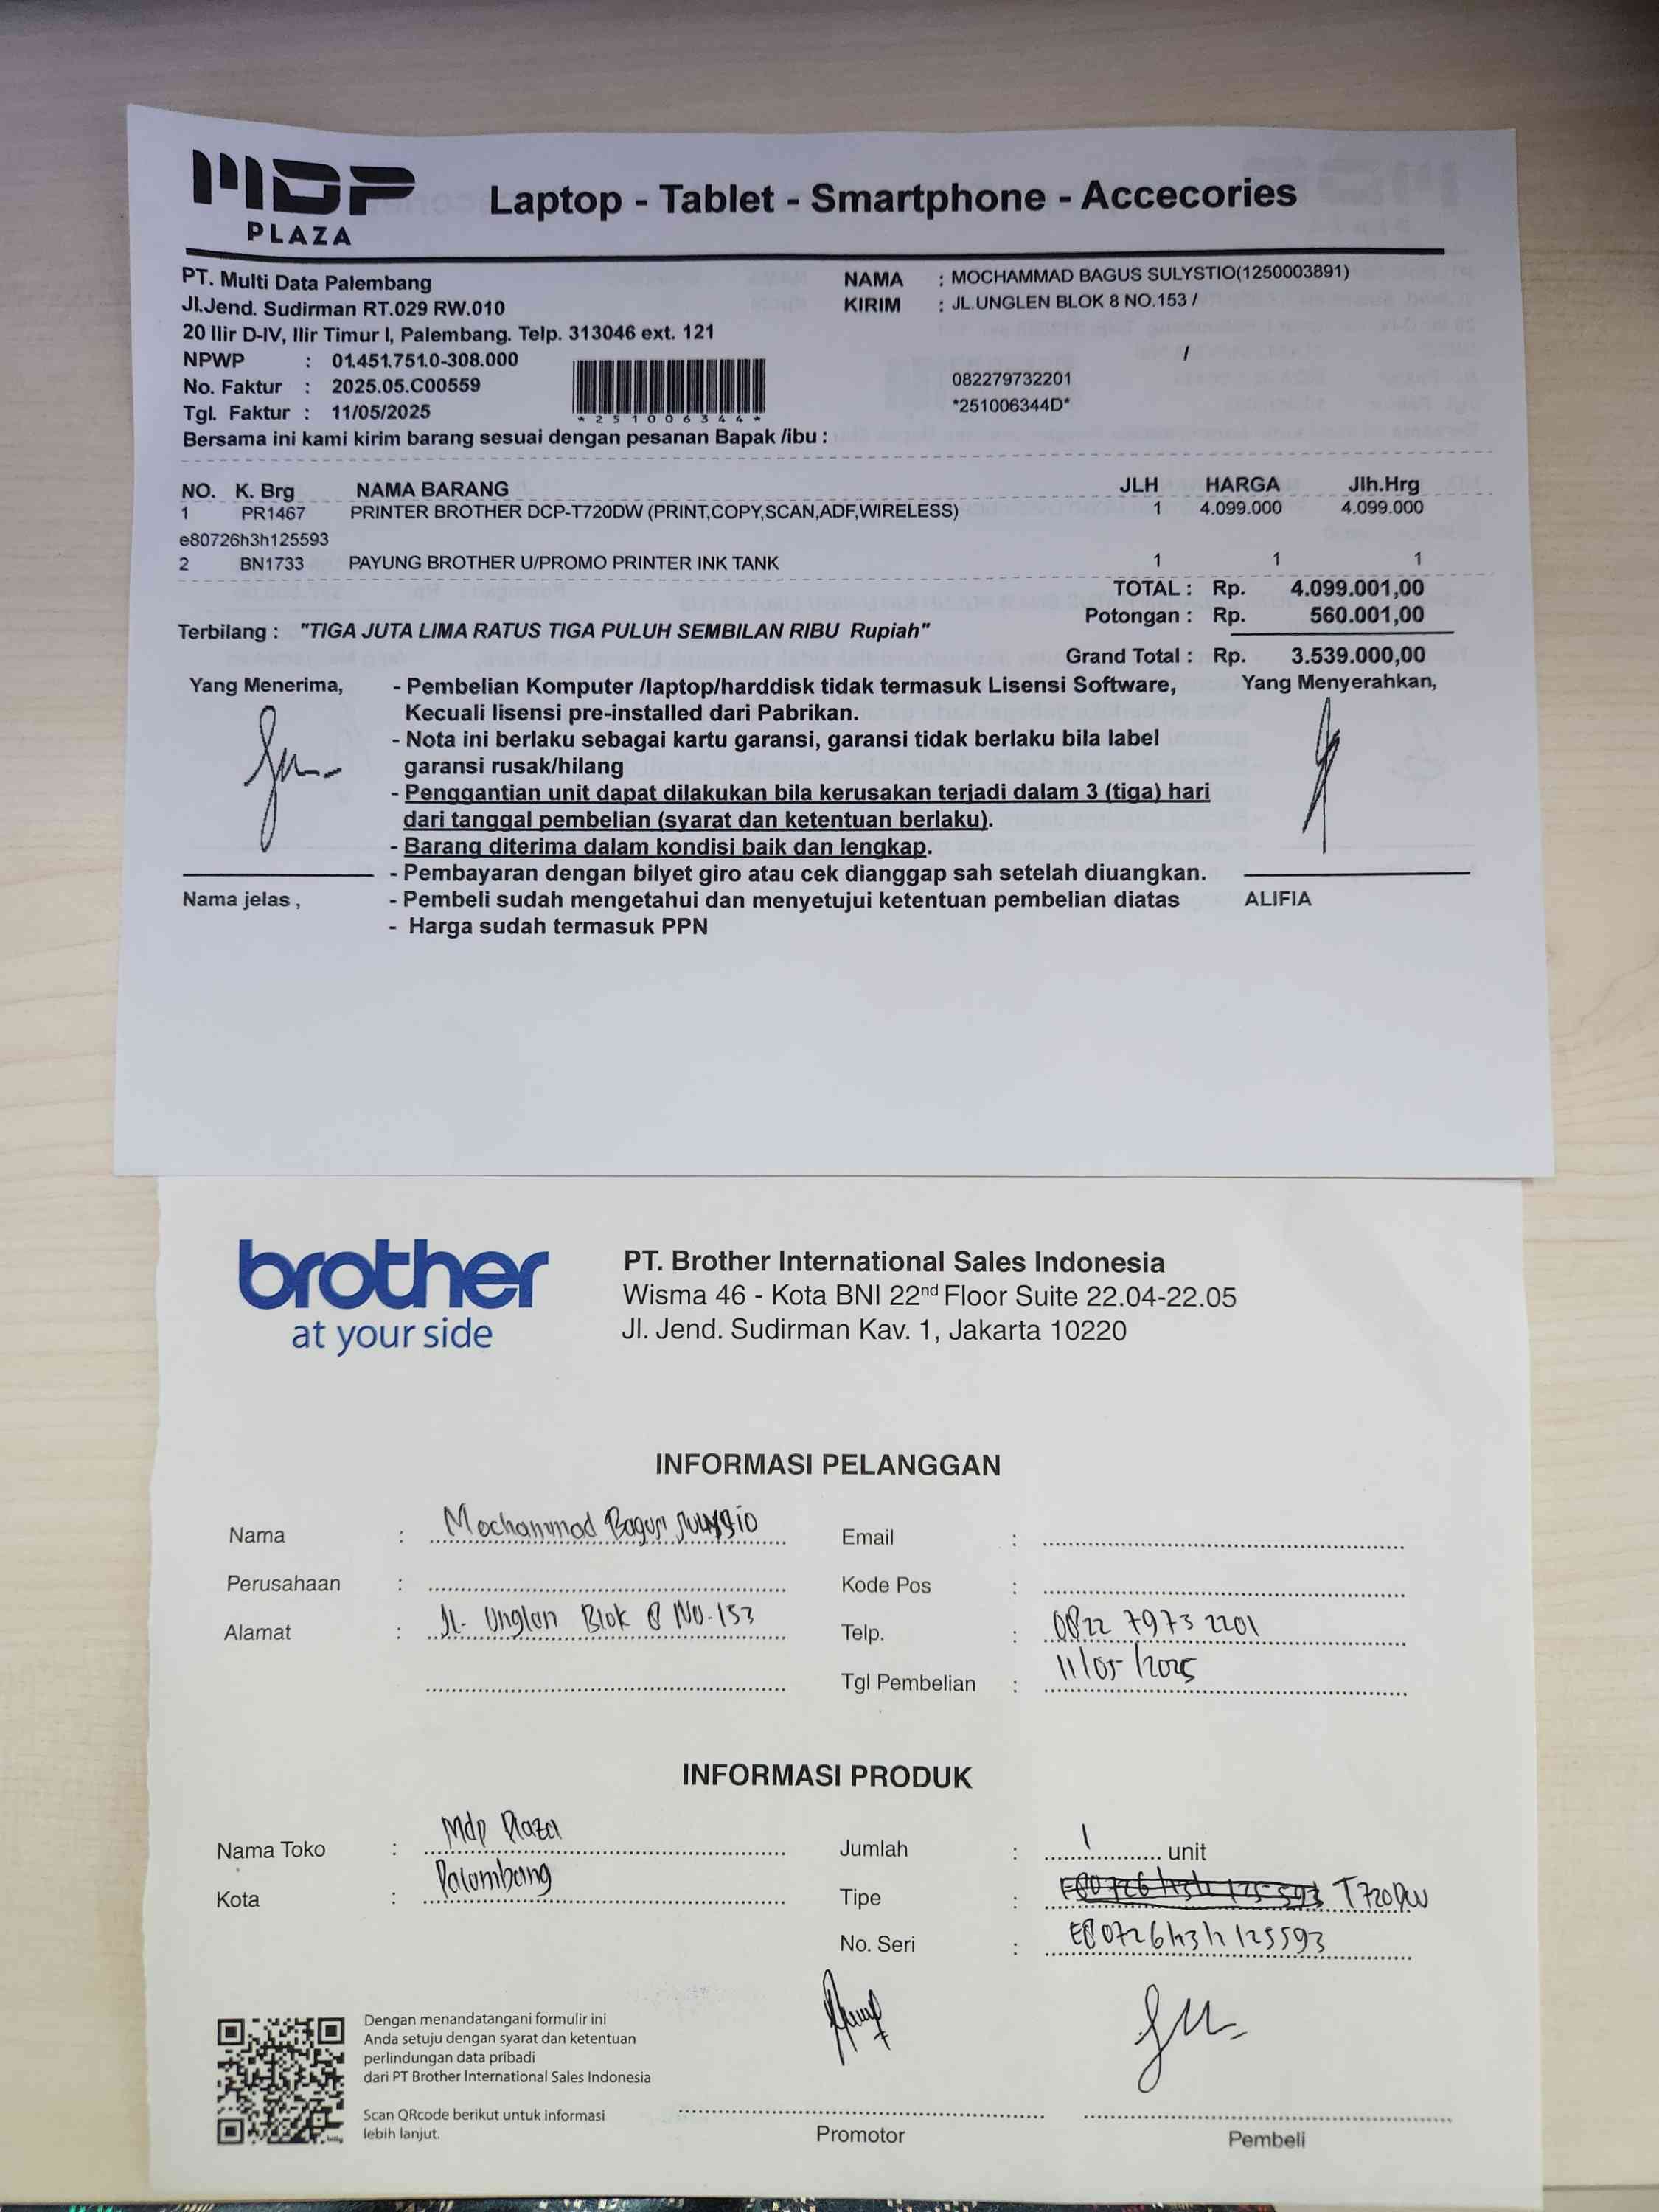 MDP
PLAZA
Laptop - Tablet - Smartphone - Accecories
PT. Multi Data Palembang
Jl.Jend. Sudirman RT.029 RW.010
20 Ilir D-IV, Ilir Timur I, Palembang. Telp. 313046 ext. 121
NPWP : 01.451.751.0-308.000
No. Faktur : 2025.05.C00559
Tgl. Faktur : 11/05/2025
*251006344*
NAMA : MOCHAMMAD BAGUS SULYSTIO(1250003891)
KIRIM : JL.UNGLEN BLOK 8 NO.153 /
/
082279732201
*251006344D*
Bersama ini kami kirim barang sesuai dengan pesanan Bapak /ibu :
NO. K. Brg NAMA BARANG JLH HARGA Jlh.Hrg
1 PR1467 PRINTER BROTHER DCP-T720DW (PRINT,COPY,SCAN,ADF,WIRELESS) 1 4.099.000 4.099.000
e80726h3h125593
2 BN1733 PAYUNG BROTHER U/PROMO PRINTER INK TANK 1 1 1
TOTAL : Rp. 4.099.001,00
Potongan : Rp. 560.001,00
Terbilang : "TIGA JUTA LIMA RATUS TIGA PULUH SEMBILAN RIBU Rupiah"
Grand Total : Rp. 3.539.000,00
Yang Menerima,
- Pembelian Komputer /laptop/harddisk tidak termasuk Lisensi Software,
Kecuali lisensi pre-installed dari Pabrikan.
- Nota ini berlaku sebagai kartu garansi, garansi tidak berlaku bila label
garansi rusak/hilang
- Penggantian unit dapat dilakukan bila kerusakan terjadi dalam 3 (tiga) hari
dari tanggal pembelian (syarat dan ketentuan berlaku).
- Barang diterima dalam kondisi baik dan lengkap.
- Pembayaran dengan bilyet giro atau cek dianggap sah setelah diuangkan.
- Pembeli sudah mengetahui dan menyetujui ketentuan pembelian diatas
- Harga sudah termasuk PPN
Nama jelas ,
Yang Menyerahkan,
ALIFIA
brother
at your side
PT. Brother International Sales Indonesia
Wisma 46 - Kota BNI 22nd Floor Suite 22.04-22.05
Jl. Jend. Sudirman Kav. 1, Jakarta 10220
INFORMASI PELANGGAN
Nama : Mochammad Bagus
Perusahaan :
Alamat : JL. Unglen Blok 8 No.153
Email :
Kode Pos :
Telp. : 0822 7973 2201
Tgl Pembelian : 11/05/2025
INFORMASI PRODUK
Nama Toko : Mdp Plaza
Kota : Palembang
Jumlah : 1 unit
Tipe : E80726h3h125593 T720DW
No. Seri : E80726h3h125593
Dengan menandatangani formulir ini
Anda setuju dengan syarat dan ketentuan
perlindungan data pribadi
dari PT Brother International Sales Indonesia
Scan QRcode berikut untuk informasi
lebih lanjut.
Promotor
Pembeli